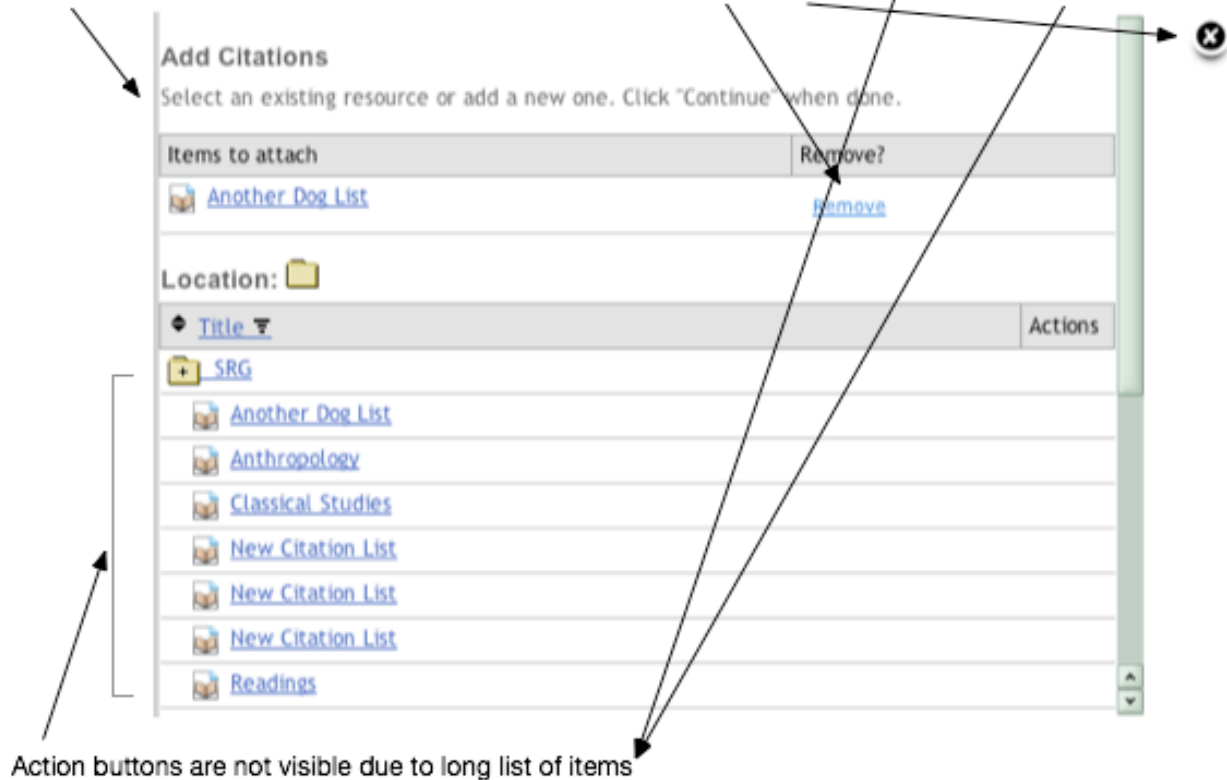 Add Citations
Select an existing resource or add a new one. Click "Continue" when done.
Items to attach Remove?
Another Dog List Remove
Location:
Title Actions
SRG
Another Dog List
Anthropology
Classical Studies
New Citation List
New Citation List
New Citation List
Readings
Action buttons are not visible due to long list of items